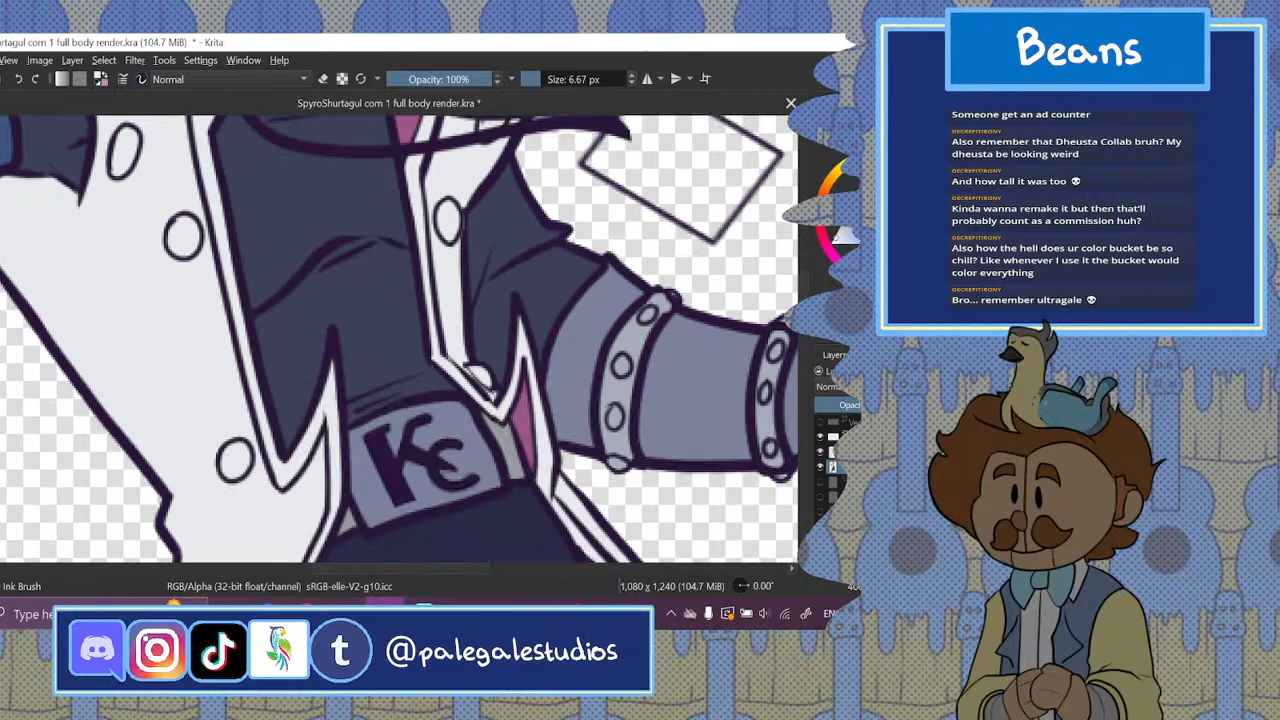 rtagul com 1 full body render.kra (104.7 MiB) * - Krita
View Image Layer Select Filter Tools Settings Window Help
Normal
Opacity: 100%
Size: 6.67 px
SpyroShurtagul com 1 full body render.kra *
Beans
Someone get an ad counter
DECREPITIRONY
Also remember that Dheusta Collab bruh? My
dheusta be looking weird
DECREPITIRONY
And how tall it was too 💀
DECREPITIRONY
Kinda wanna remake it but then that'll
probably count as a commission huh?
DECREPITIRONY
Also how the hell does ur color bucket be so
chill? Like whenever I use it the bucket would
color everything
DECREPITIRONY
Bro... remember ultragale 💀
KC
Layers
Norm
Opac
Ink Brush
RGB/Alpha (32-bit float/channel) sRGB-elle-V2-g10.icc
1,080 x 1,240 (104.7 MiB)
0.00°
Type he
EN
t
@palegalestudios